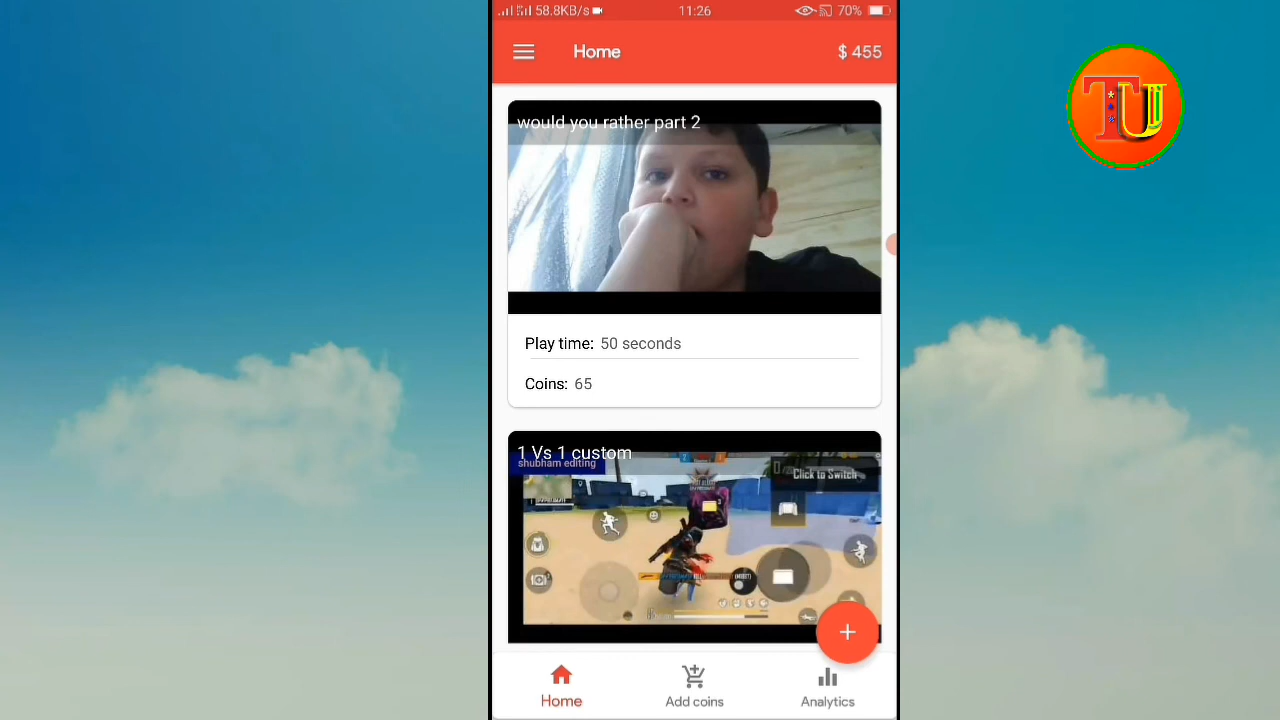 58.8KB/s
11:26
70%
Home
$ 455
TU
would you rather part 2
Play time: 50 seconds
Coins: 65
1 Vs 1 custom
shubham editing
Click to Switch
Home
Add coins
Analytics